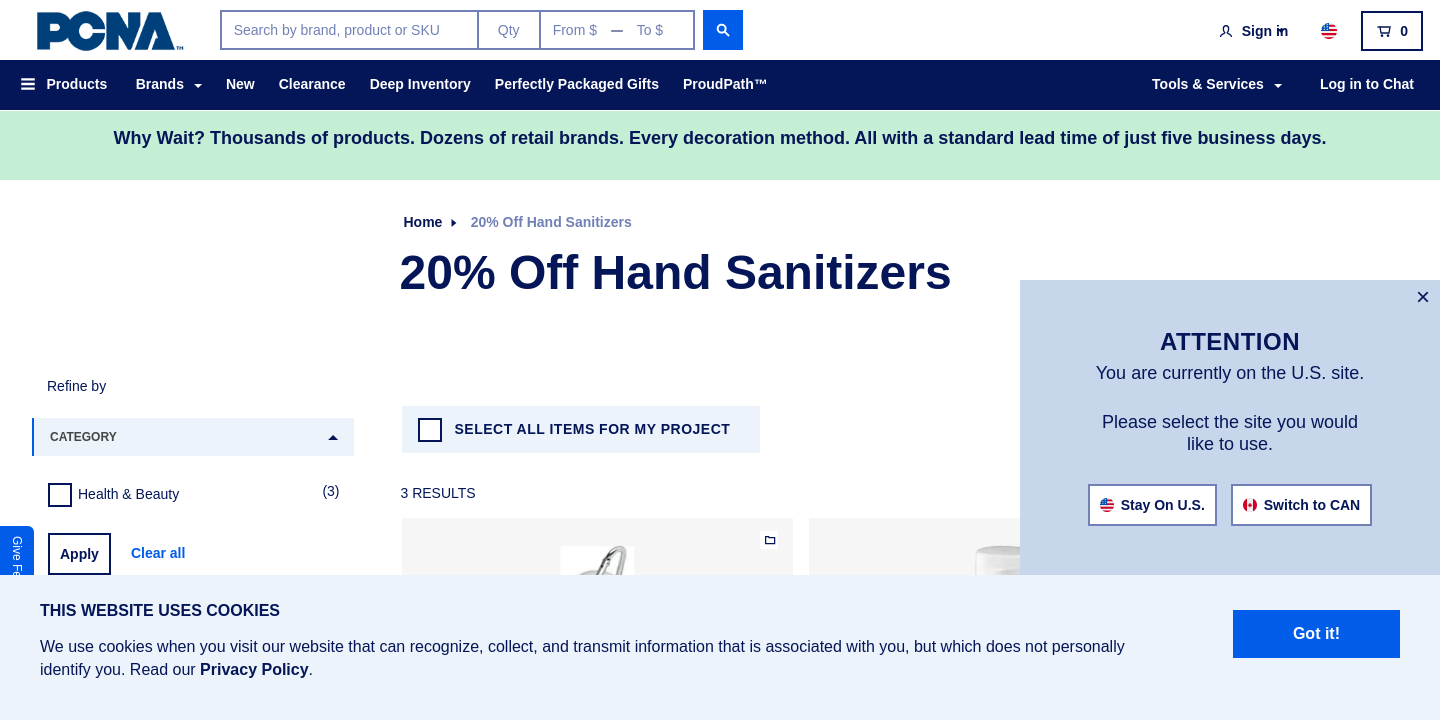 PCNA™
Search by brand, product or SKU
Qty
From $ — To $
Sign in
0
Products
Brands
New
Clearance
Deep Inventory
Perfectly Packaged Gifts
ProudPath™
Tools & Services
Log in to Chat
Why Wait? Thousands of products. Dozens of retail brands. Every decoration method. All with a standard lead time of just five business days.
Home
20% Off Hand Sanitizers
20% Off Hand Sanitizers
×
ATTENTION
You are currently on the U.S. site.
Please select the site you would
like to use.
Stay On U.S.
Switch to CAN
Refine by
CATEGORY
Health & Beauty
(3)
Apply
Clear all
SELECT ALL ITEMS FOR MY PROJECT
3 RESULTS
Give
THIS WEBSITE USES COOKIES
We use cookies when you visit our website that can recognize, collect, and transmit information that is associated with you, but which does not personally
identify you. Read our Privacy Policy.
Got it!